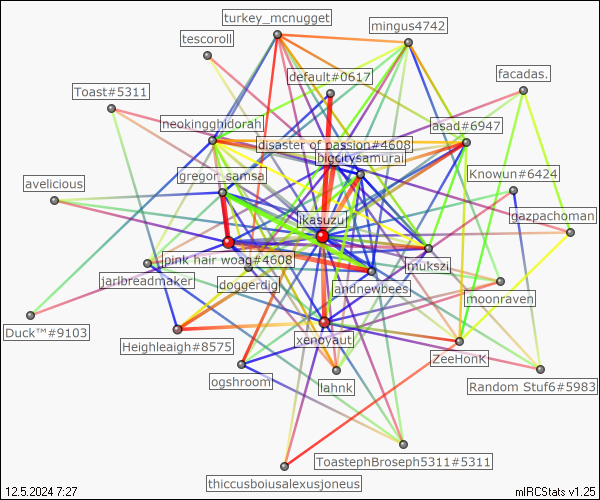 turkey_mcnugget
mingus4742
tescoroll
default#0617
facadas.
Toast#5311
neokingghidorah
asad#6947
disaster of passion#4608
bigcitysamurai
gregor_samsa
Knowun#6424
avelicious
ikasuzu
gazpachoman
pink hair woag#4608
mukszi
jarlbreadmaker
doggerdig
andnewbees
moonraven
Duck™#9103
Heighleaigh#8575
xenovaut
ZeeHonK
ogshroom
lahnk
Random Stuf6#5983
ToastephBroseph5311#5311
thiccusboiusalexusjoneus
12.5.2024 7:27
mIRCStats v1.25